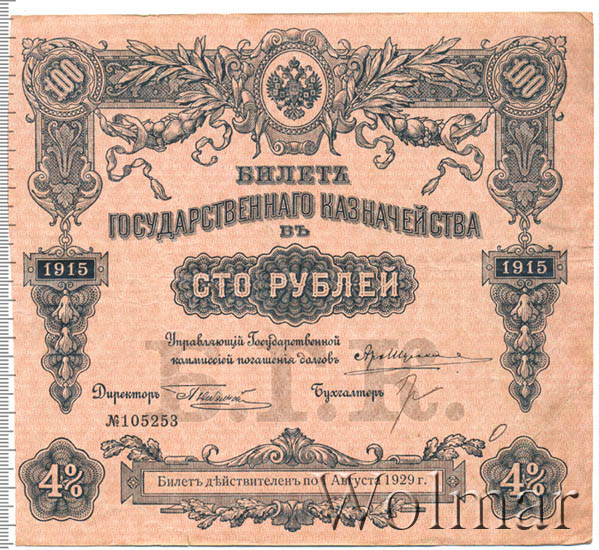 100 100
БИЛЕТЪ
ГОСУДАРСТВЕННАГО КАЗНАЧЕЙСТВА
ВЪ
1915 1915
СТО РУБЛЕЙ
Управляющій Государственной
коммиссіей погашенія долговъ
Б.Г.К.
Директоръ Бухгалтеръ
№105253
4% 4%
Билетъ дѣйствителенъ по 1 Августа 1929 г.
Wolmar